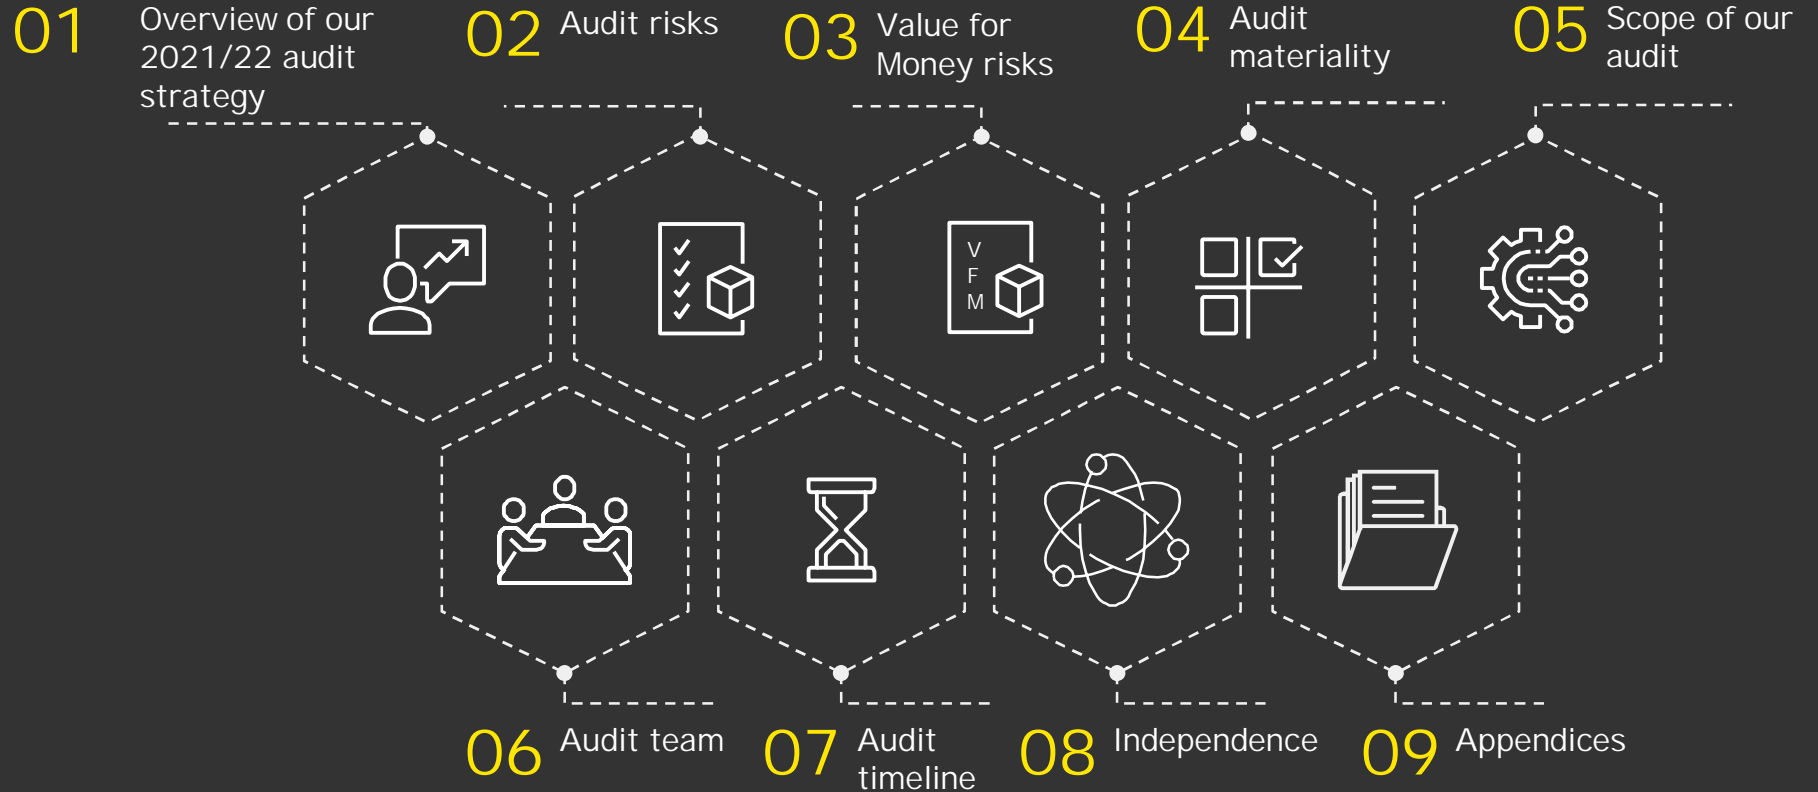 01
Overview of our
2021/22 audit
strategy
02
Audit risks
03
Value for
Money risks
04
Audit
materiality
05
Scope of our
audit
V
F
M
06
Audit team
07
Audit
timeline
08
Independence
09
Appendices